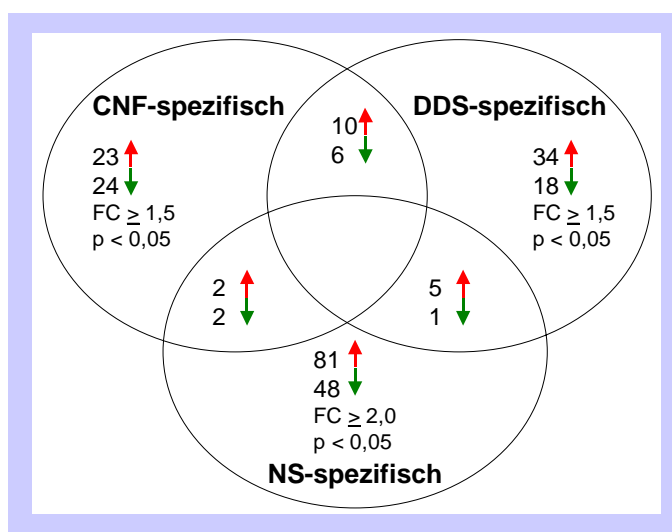 CNF-spezifisch
23
24
FC ≥ 1,5
p < 0,05
10
6
DDS-spezifisch
34
18
FC ≥ 1,5
p < 0,05
2
2
5
1
81
48
FC ≥ 2,0
p < 0,05
NS-spezifisch